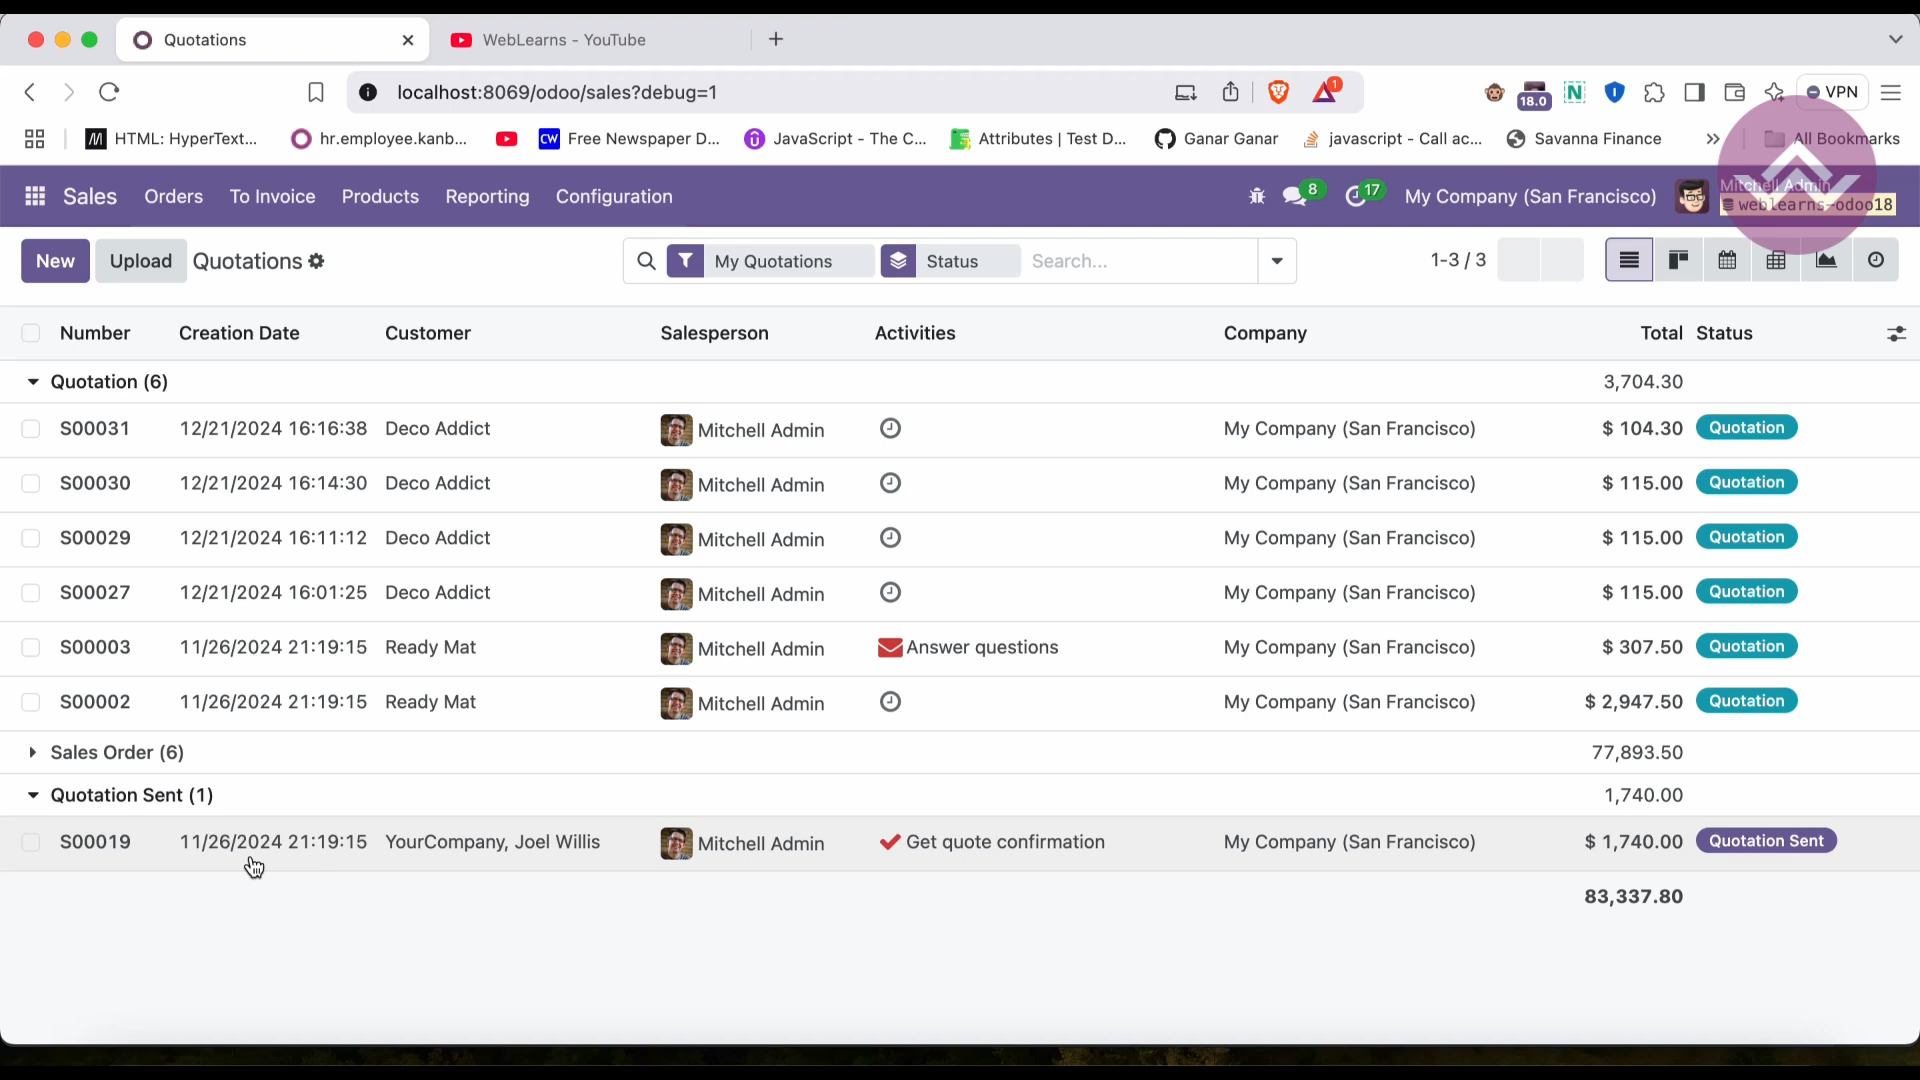 Quotations
WebLearns - YouTube
localhost:8069/odoo/sales?debug=1
1
18.0
N
VPN
HTML: HyperText...
hr.employee.kanb...
CW Free Newspaper D...
JavaScript - The C...
Attributes | Test D...
Ganar Ganar
javascript - Call ac...
Savanna Finance
All Bookmarks
Sales Orders To Invoice Products Reporting Configuration
8
17
My Company (San Francisco)
Mitchell Admin
weblearns-odoo18
New Upload Quotations
My Quotations
Status
Search...
1-3 / 3
Number Creation Date Customer Salesperson Activities Company Total Status
Quotation (6) 3,704.30
S00031 12/21/2024 16:16:38 Deco Addict Mitchell Admin My Company (San Francisco) $ 104.30 Quotation
S00030 12/21/2024 16:14:30 Deco Addict Mitchell Admin My Company (San Francisco) $ 115.00 Quotation
S00029 12/21/2024 16:11:12 Deco Addict Mitchell Admin My Company (San Francisco) $ 115.00 Quotation
S00027 12/21/2024 16:01:25 Deco Addict Mitchell Admin My Company (San Francisco) $ 115.00 Quotation
S00003 11/26/2024 21:19:15 Ready Mat Mitchell Admin Answer questions My Company (San Francisco) $ 307.50 Quotation
S00002 11/26/2024 21:19:15 Ready Mat Mitchell Admin My Company (San Francisco) $ 2,947.50 Quotation
Sales Order (6) 77,893.50
Quotation Sent (1) 1,740.00
S00019 11/26/2024 21:19:15 YourCompany, Joel Willis Mitchell Admin Get quote confirmation My Company (San Francisco) $ 1,740.00 Quotation Sent
83,337.80